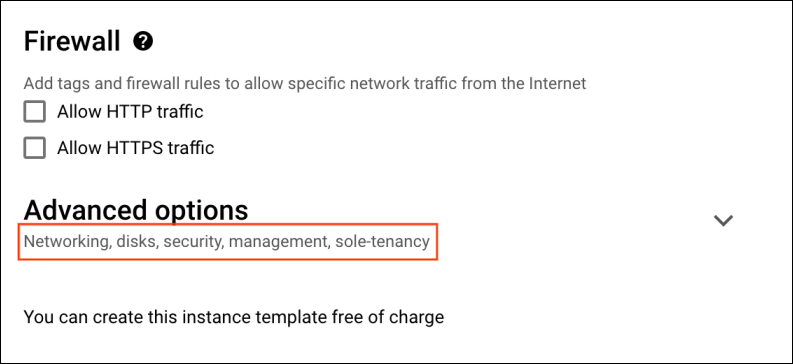 Firewall
Add tags and firewall rules to allow specific network traffic from the Internet
Allow HTTP traffic
Allow HTTPS traffic
Advanced options
Networking, disks, security, management, sole-tenancy
You can create this instance template free of charge